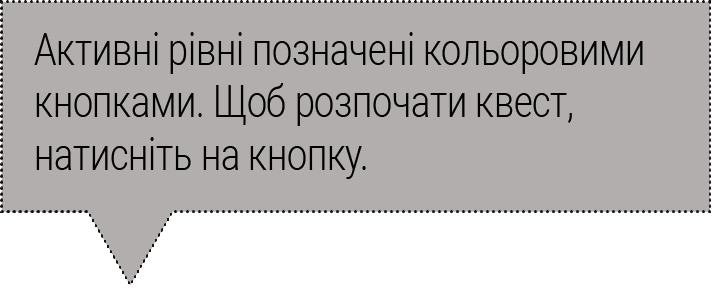 Активні рівні позначені кольоровими
кнопками. Щоб розпочати квест,
натисніть на кнопку.